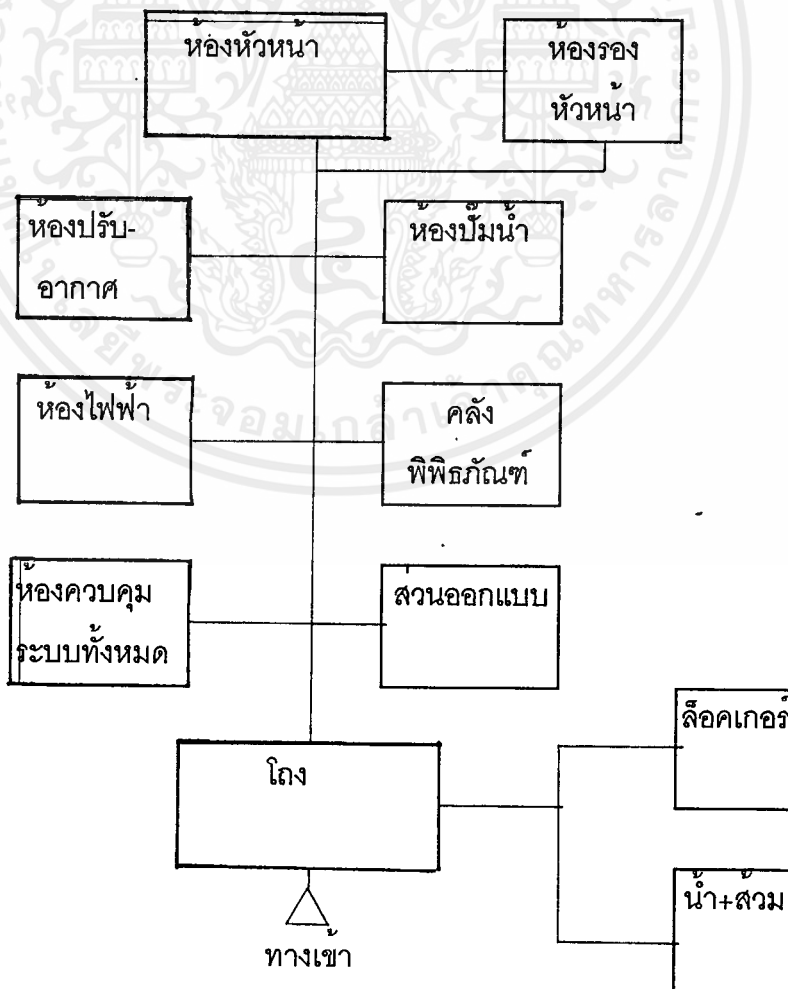 ห้องหัวหน้า
ห้องรอง
หัวหน้า
ห้องปรับ-
อากาศ
ห้องปั๊มน้ำ
ห้องไฟฟ้า
คลัง
พิพิธภัณฑ์
ห้องควบคุม
ระบบทั้งหมด
ส่วนออกแบบ
ล็อคเกอร์
โถง
น้ำ+ส้วม
ทางเข้า